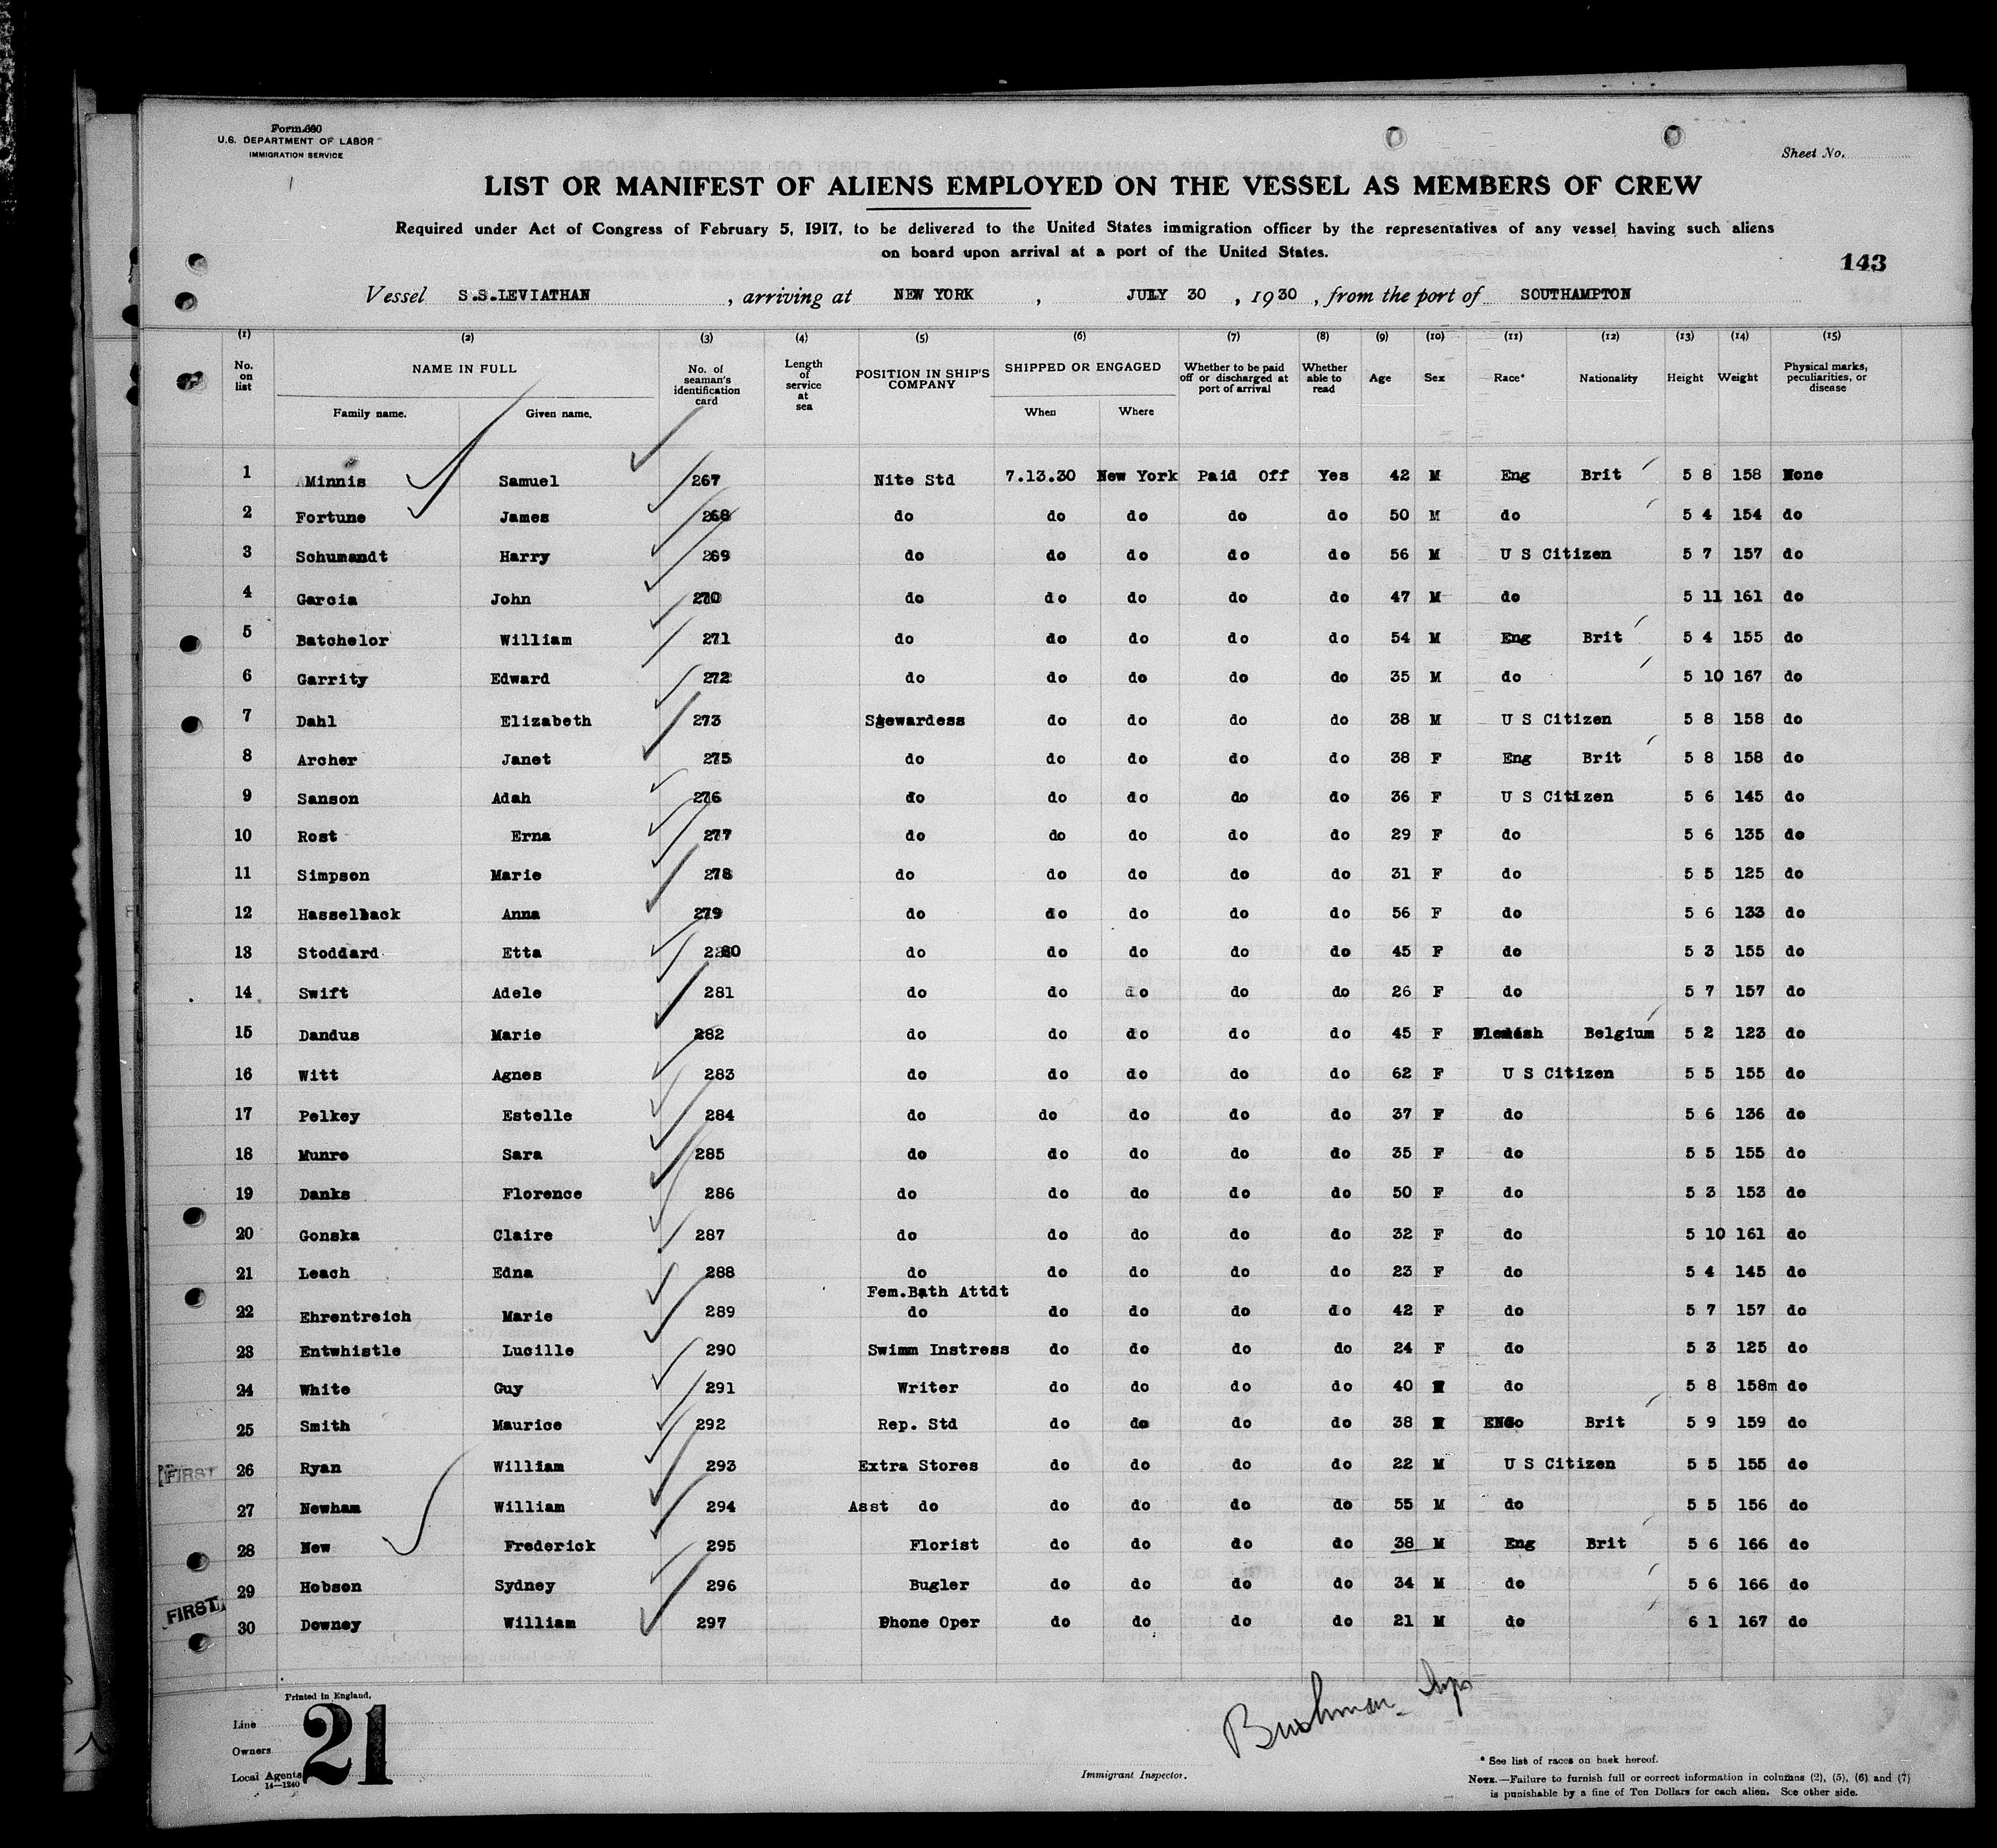 Form 680
U.S. DEPARTMENT OF LABOR
IMMIGRATION SERVICE
Sheet No.
LIST OR MANIFEST OF ALIENS EMPLOYED ON THE VESSEL AS MEMBERS OF CREW
Required under Act of Congress of February 5, 1917, to be delivered to the United States immigration officer by the representatives of any vessel having such aliens
on board upon arrival at a port of the United States.
143
Vessel S.S.LEVIATHAN , arriving at NEW YORK , JULY 30 , 1930 , from the port of SOUTHAMPTON
(1) (2) (3) (4) (5) (6) (7) (8) (9) (10) (11) (12) (13) (14) (15)
No. on list NAME IN FULL No. of seaman's identification card Length of service at sea POSITION IN SHIP'S COMPANY SHIPPED OR ENGAGED Whether to be paid off or discharged at port of arrival Whether able to read Age Sex Race* Nationality Height Weight Physical marks, peculiarities, or disease
Family name. Given name. When Where
1 Minnis Samuel 267 Nite Std 7.13.30 New York Paid Off Yes 42 M Eng Brit 5 8 158 None
2 Fortune James 268 do do do do do 50 M do 5 4 154 do
3 Schumandt Harry 269 do do do do do 56 M U S Citizen 5 7 157 do
4 Garcia John 270 do do do do do 47 M do 5 11 161 do
5 Batchelor William 271 do do do do do 54 M Eng Brit 5 4 155 do
6 Garrity Edward 272 do do do do do 35 M do 5 10 167 do
7 Dahl Elizabeth 273 Stewardess do do do do 38 M U S Citizen 5 8 158 do
8 Archer Janet 275 do do do do do 38 F Eng Brit 5 8 158 do
9 Sanson Adah 276 do do do do do 36 F U S Citizen 5 6 145 do
10 Rost Erna 277 do do do do do 29 F do 5 6 135 do
11 Simpson Marie 278 do do do do do 31 F do 5 5 125 do
12 Hasselback Anna 279 do do do do do 56 F do 5 6 133 do
13 Stoddard Etta 280 do do do do do 45 F do 5 3 155 do
14 Swift Adele 281 do do do do do 26 F do 5 7 157 do
15 Dandus Marie 282 do do do do do 45 F Flemish Belgium 5 2 123 do
16 Witt Agnes 283 do do do do do 62 F U S Citizen 5 5 155 do
17 Pelkey Estelle 284 do do do do do 37 F do 5 6 136 do
18 Munro Sara 285 do do do do do 35 F do 5 5 155 do
19 Danks Florence 286 do do do do do 50 F do 5 3 153 do
20 Gonska Claire 287 do do do do do 32 F do 5 10 161 do
21 Leach Edna 288 do do do do do 23 F do 5 4 145 do
Fem.Bath Attdt
22 Ehrentreich Marie 289 do do do do do 42 F do 5 7 157 do
23 Entwhistle Lucille 290 Swimm Instress do do do do 24 F do 5 3 125 do
24 White Guy 291 Writer do do do do 40 M do 5 8 158m do
25 Smith Maurice 292 Rep. Std do do do do 38 M ENG Brit 5 9 159 do
FIRST 26 Ryan William 293 Extra Stores do do do do 22 M U S Citizen 5 5 155 do
27 Newham William 294 Asst do do do do do 55 M do 5 5 156 do
28 New Frederick 295 Florist do do do do 38 M Eng Brit 5 6 166 do
29 Hobson Sydney 296 Bugler do do do do 34 M do 5 6 166 do
FIRST 30 Downey William 297 Phone Oper do do do do 21 M do 6 1 167 do
Printed in England.
Line
Owners
Local Agents
14—1240
21
Bushman
Immigrant Inspector.
* See list of races on back hereof.
NOTE.—Failure to furnish full or correct information in columns (2), (5), (6) and (7)
is punishable by a fine of Ten Dollars for each alien. See other side.